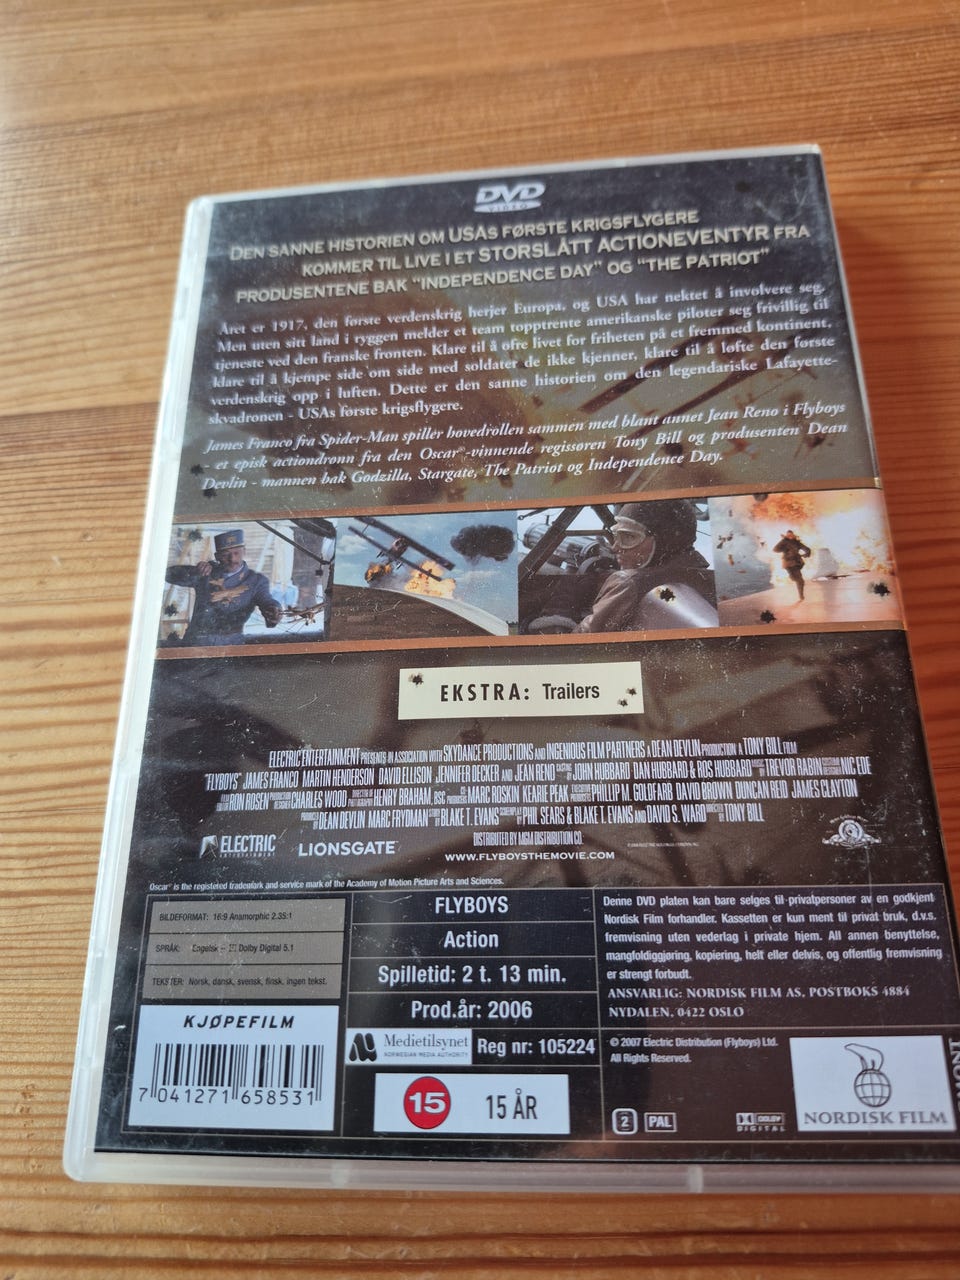 DVD
VIDEO
DEN SANNE HISTORIEN OM USAS FØRSTE KRIGSFLYGERE
KOMMER TIL LIVE I ET STORSLÅTT ACTIONEVENTYR FRA
PRODUSENTENE BAK "INDEPENDENCE DAY" OG "THE PATRIOT"
Året er 1917, den første verdenskrig herjer Europa, og USA har nektet å involvere seg.
Men uten sitt land i ryggen melder et team topptrente amerikanske piloter seg frivillig til
tjeneste ved den franske fronten. Klare til å ofre livet for friheten på et fremmed kontinent,
klare til å kjempe side om side med soldater de ikke kjenner, klare til å løfte den første
verdenskrig opp i luften. Dette er den sanne historien om den legendariske Lafayette-
skvadronen - USAs første krigsflygere.
James Franco fra Spider-Man spiller hovedrollen sammen med blant annet Jean Reno i Flyboys
- et episk actiondrønn fra den Oscar®-vinnende regissøren Tony Bill og produsenten Dean
Devlin - mannen bak Godzilla, Stargate, The Patriot og Independence Day.
EKSTRA: Trailers
ELECTRIC ENTERTAINMENT PRESENTS IN ASSOCIATION WITH SKYDANCE PRODUCTIONS AND INGENIOUS FILM PARTNERS A DEAN DEVLIN PRODUCTION A TONY BILL FILM
"FLYBOYS" JAMES FRANCO MARTIN HENDERSON DAVID ELLISON JENNIFER DECKER AND JEAN RENO CASTING BY JOHN HUBBARD DAN HUBBARD & ROS HUBBARD MUSIC BY TREVOR RABIN NIC EDE
RON ROSEN CHARLES WOOD HENRY BRAHAM, BSC MARC ROSKIN KEARIE PEAK PHILLIP M. GOLDFARB DAVID BROWN DUNCAN REID JAMES CLAYTON
PRODUCED BY DEAN DEVLIN MARC FRYDMAN STORY BY BLAKE T. EVANS SCREENPLAY BY PHIL SEARS & BLAKE T. EVANS AND DAVID S. WARD DIRECTED BY TONY BILL
DISTRIBUTED BY MGM DISTRIBUTION CO.
ELECTRIC
ENTERTAINMENT
LIONSGATE
WWW.FLYBOYSTHEMOVIE.COM
Oscar® is the registered trademark and service mark of the Academy of Motion Picture Arts and Sciences.
BILDEFORMAT: 16:9 Anamorphic 2.35:1
SPRÅK: Engelsk - Dolby Digital 5.1
TEKSTER: Norsk, dansk, svensk, finsk, ingen tekst.
KJØPEFILM
7 041271 658531
FLYBOYS
Action
Spilletid: 2 t. 13 min.
Prod.år: 2006
Medietilsynet
NORWEGIAN MEDIA AUTHORITY
Reg nr: 105224
15
15 ÅR
Denne DVD platen kan bare selges til privatpersoner av en godkjent
Nordisk Film forhandler. Kassetten er kun ment til privat bruk, d.v.s.
fremvisning uten vederlag i private hjem. All annen benyttelse,
mangfoldiggjøring, kopiering, helt eller delvis, og offentlig fremvisning
er strengt forbudt.
ANSVARLIG: NORDISK FILM AS, POSTBOKS 4884
NYDALEN, 0422 OSLO
© 2007 Electric Distribution (Flyboys) Ltd.
All Rights Reserved.
2
PAL
DOLBY
DIGITAL
NORDISK FILM